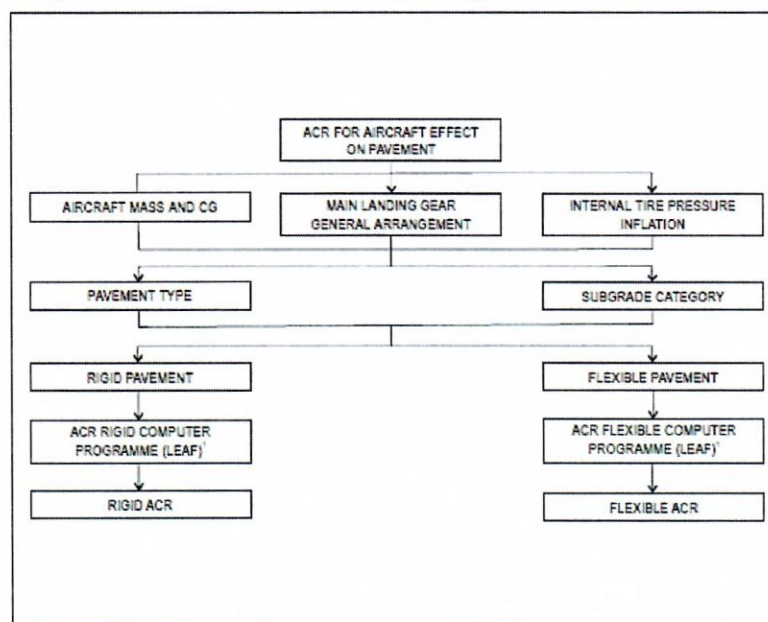 ACR FOR AIRCRAFT EFFECT
ON PAVEMENT
AIRCRAFT MASS AND CG
MAIN LANDING GEAR
GENERAL ARRANGEMENT
INTERNAL TIRE PRESSURE
INFLATION
PAVEMENT TYPE
SUBGRADE CATEGORY
RIGID PAVEMENT
FLEXIBLE PAVEMENT
ACR RIGID COMPUTER
PROGRAMME (LEAF)¹
ACR FLEXIBLE COMPUTER
PROGRAMME (LEAF)¹
RIGID ACR
FLEXIBLE ACR